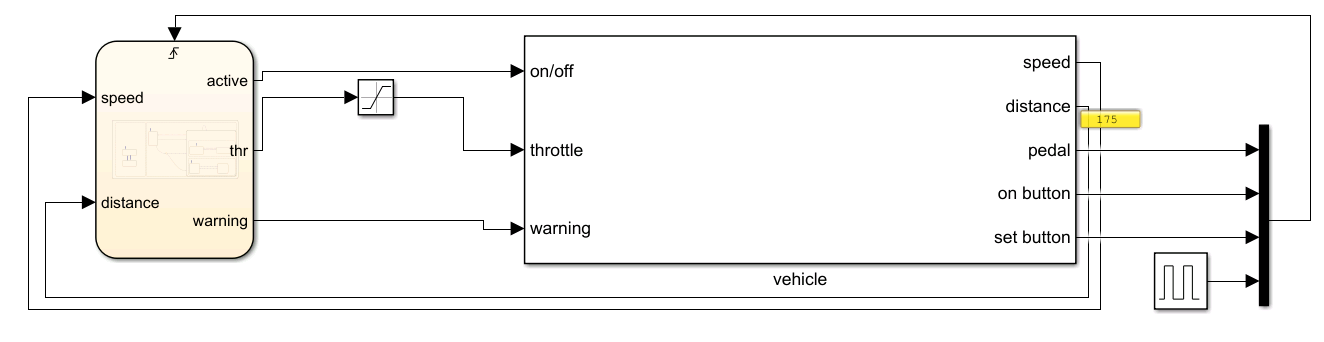 active
speed
thr
distance
warning
on/off
throttle
warning
speed
distance
175
pedal
on button
set button
vehicle